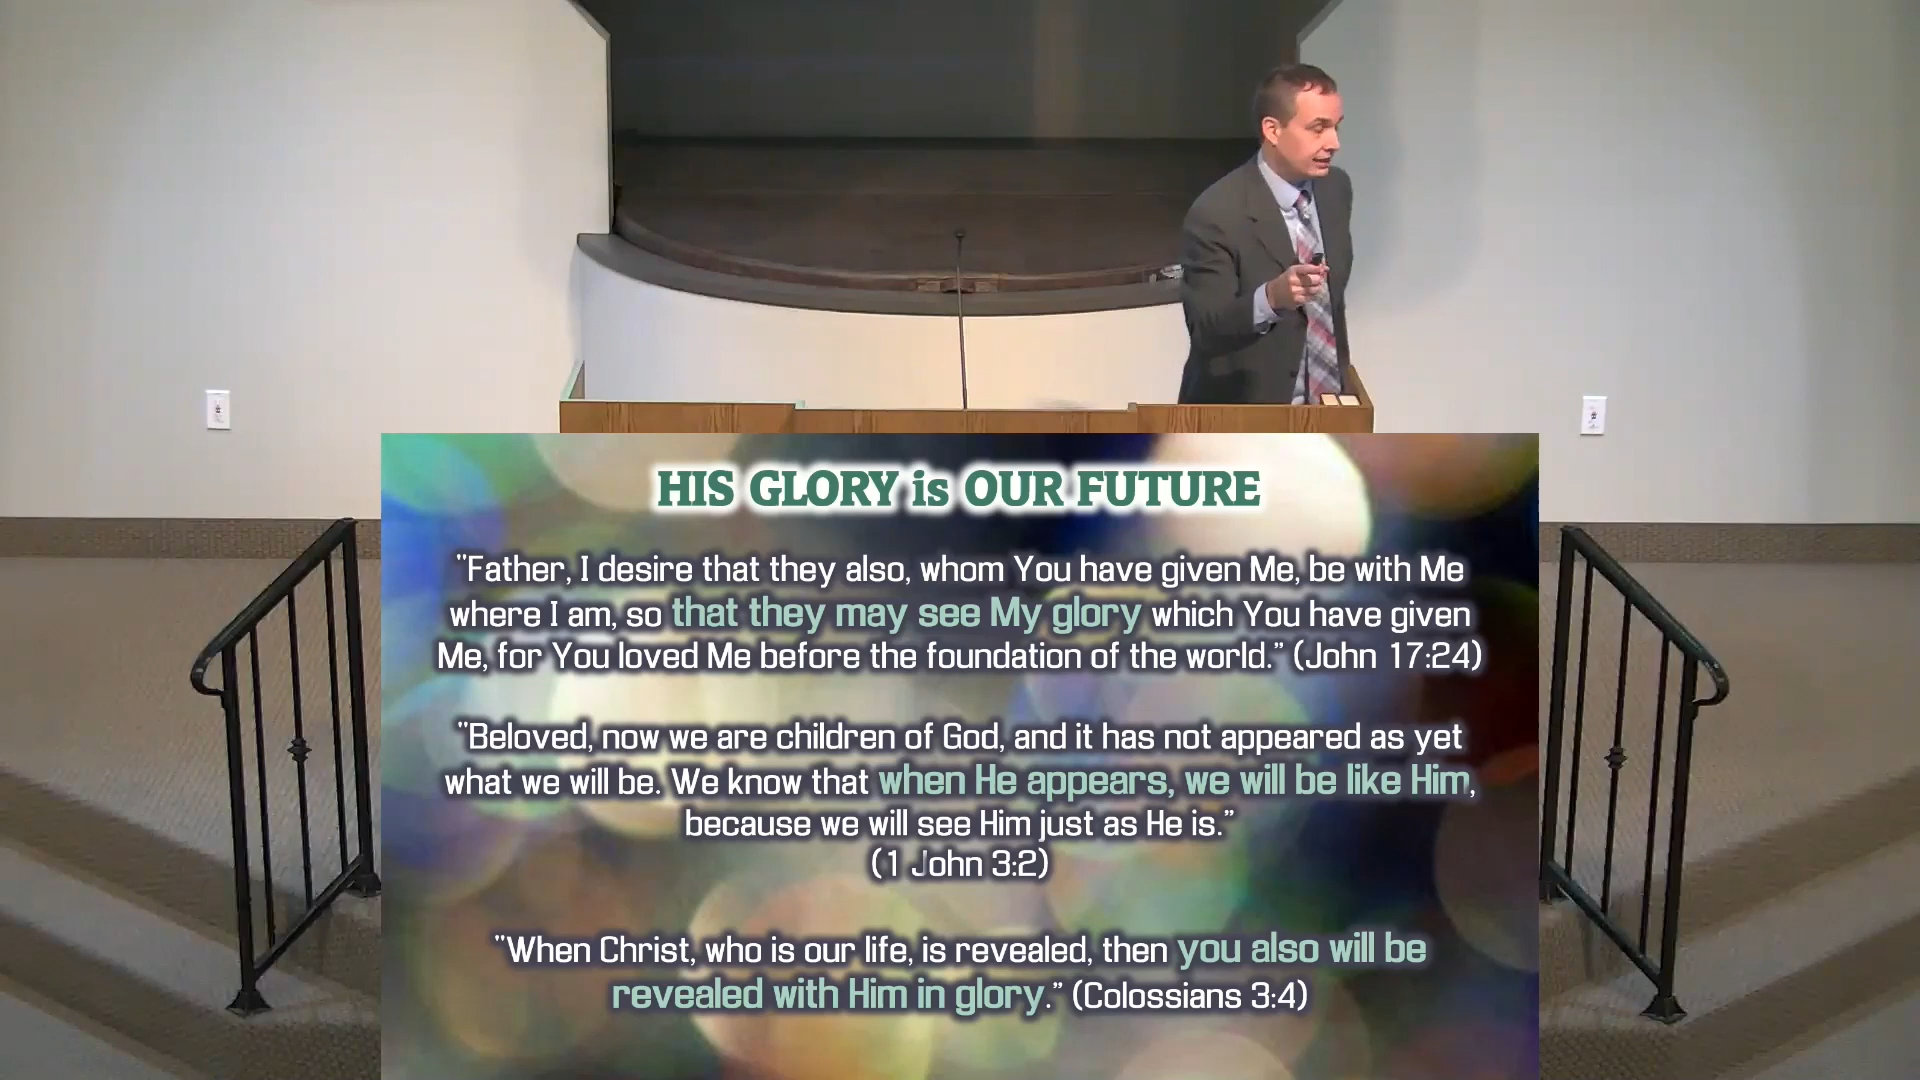 HIS GLORY is OUR FUTURE
"Father, I desire that they also, whom You have given Me, be with Me
where I am, so that they may see My glory which You have given
Me, for You loved Me before the foundation of the world." (John 17:24)
"Beloved, now we are children of God, and it has not appeared as yet
what we will be. We know that when He appears, we will be like Him,
because we will see Him just as He is."
(1 John 3:2)
"When Christ, who is our life, is revealed, then you also will be
revealed with Him in glory." (Colossians 3:4)